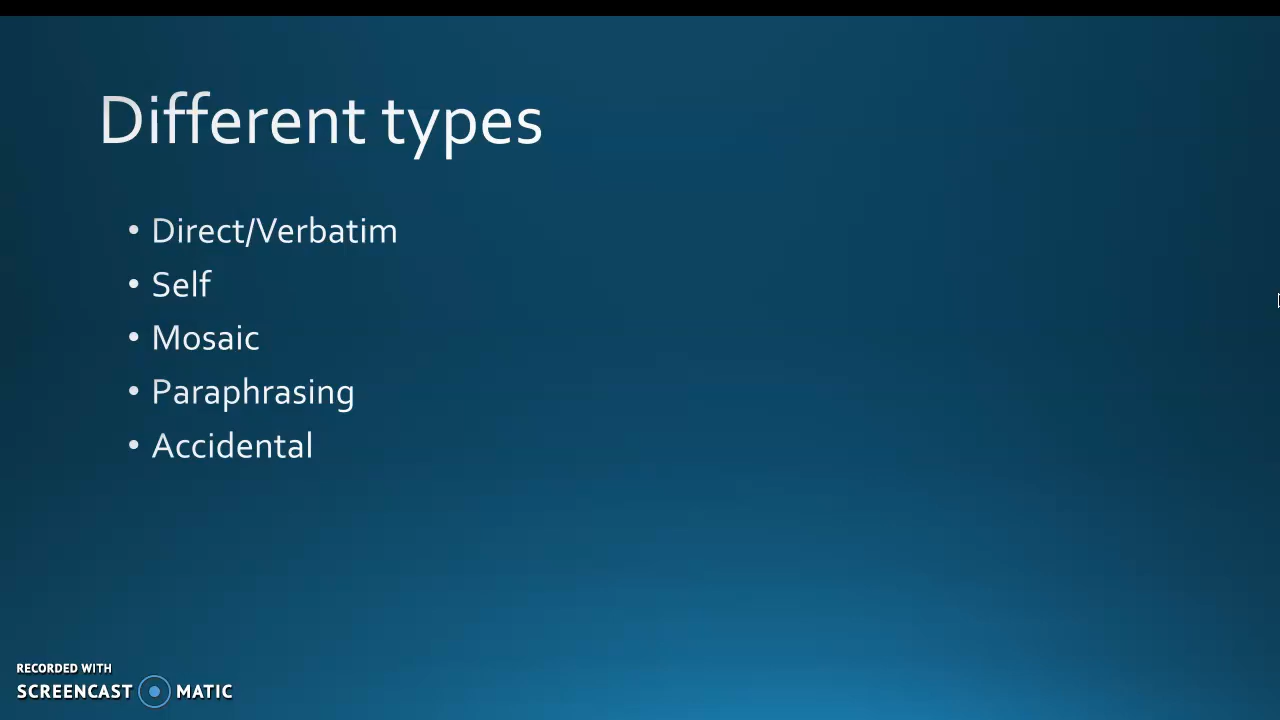 Different types
• Direct/Verbatim
• Self
• Mosaic
• Paraphrasing
• Accidental
RECORDED WITH
SCREENCAST MATIC